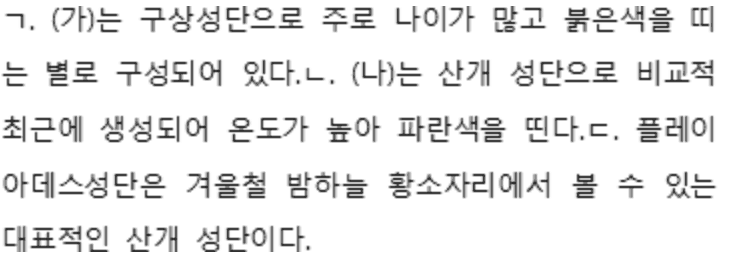 ㄱ. (가)는 구상성단으로 주로 나이가 많고 붉은색을 띠
는 별로 구성되어 있다.ㄴ. (나)는 산개 성단으로 비교적
최근에 생성되어 온도가 높아 파란색을 띤다.ㄷ. 플레이
아데스성단은 겨울철 밤하늘 황소자리에서 볼 수 있는
대표적인 산개 성단이다.